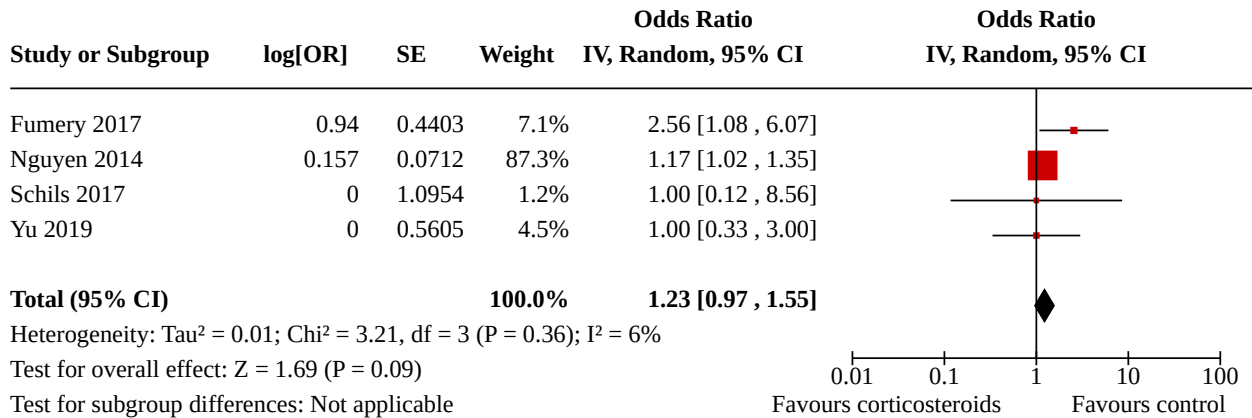 Odds Ratio Odds Ratio
Study or Subgroup log[OR] SE Weight IV, Random, 95% CI IV, Random, 95% CI
Fumery 2017 0.94 0.4403 7.1% 2.56 [1.08 , 6.07]
Nguyen 2014 0.157 0.0712 87.3% 1.17 [1.02 , 1.35]
Schils 2017 0 1.0954 1.2% 1.00 [0.12 , 8.56]
Yu 2019 0 0.5605 4.5% 1.00 [0.33 , 3.00]
Total (95% CI) 100.0% 1.23 [0.97 , 1.55]
Heterogeneity: Tau² = 0.01; Chi² = 3.21, df = 3 (P = 0.36); I² = 6%
Test for overall effect: Z = 1.69 (P = 0.09)
0.01 0.1 1 10 100
Test for subgroup differences: Not applicable Favours corticosteroids Favours control